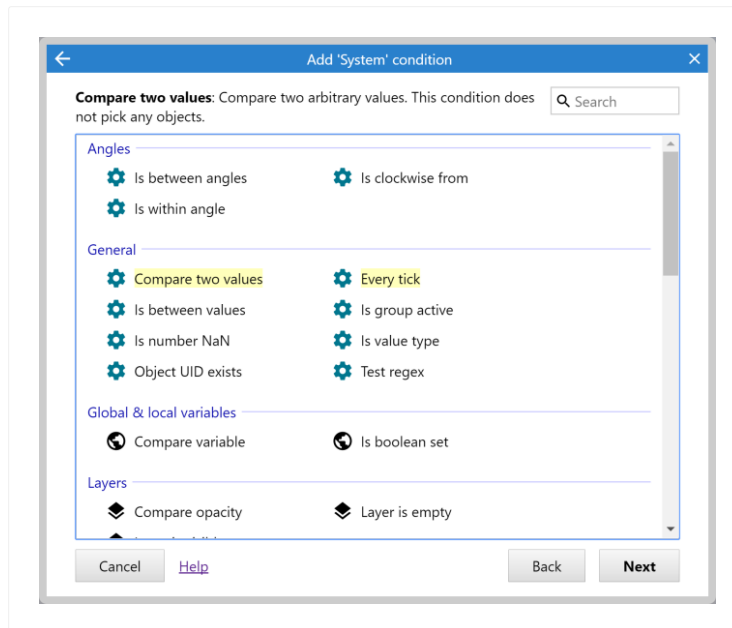 Add 'System' condition
Compare two values: Compare two arbitrary values. This condition does
not pick any objects.
Search
Angles
Is between angles
Is clockwise from
Is within angle
General
Compare two values
Every tick
Is between values
Is group active
Is number NaN
Is value type
Object UID exists
Test regex
Global & local variables
Compare variable
Is boolean set
Layers
Compare opacity
Layer is empty
Cancel
Help
Back
Next